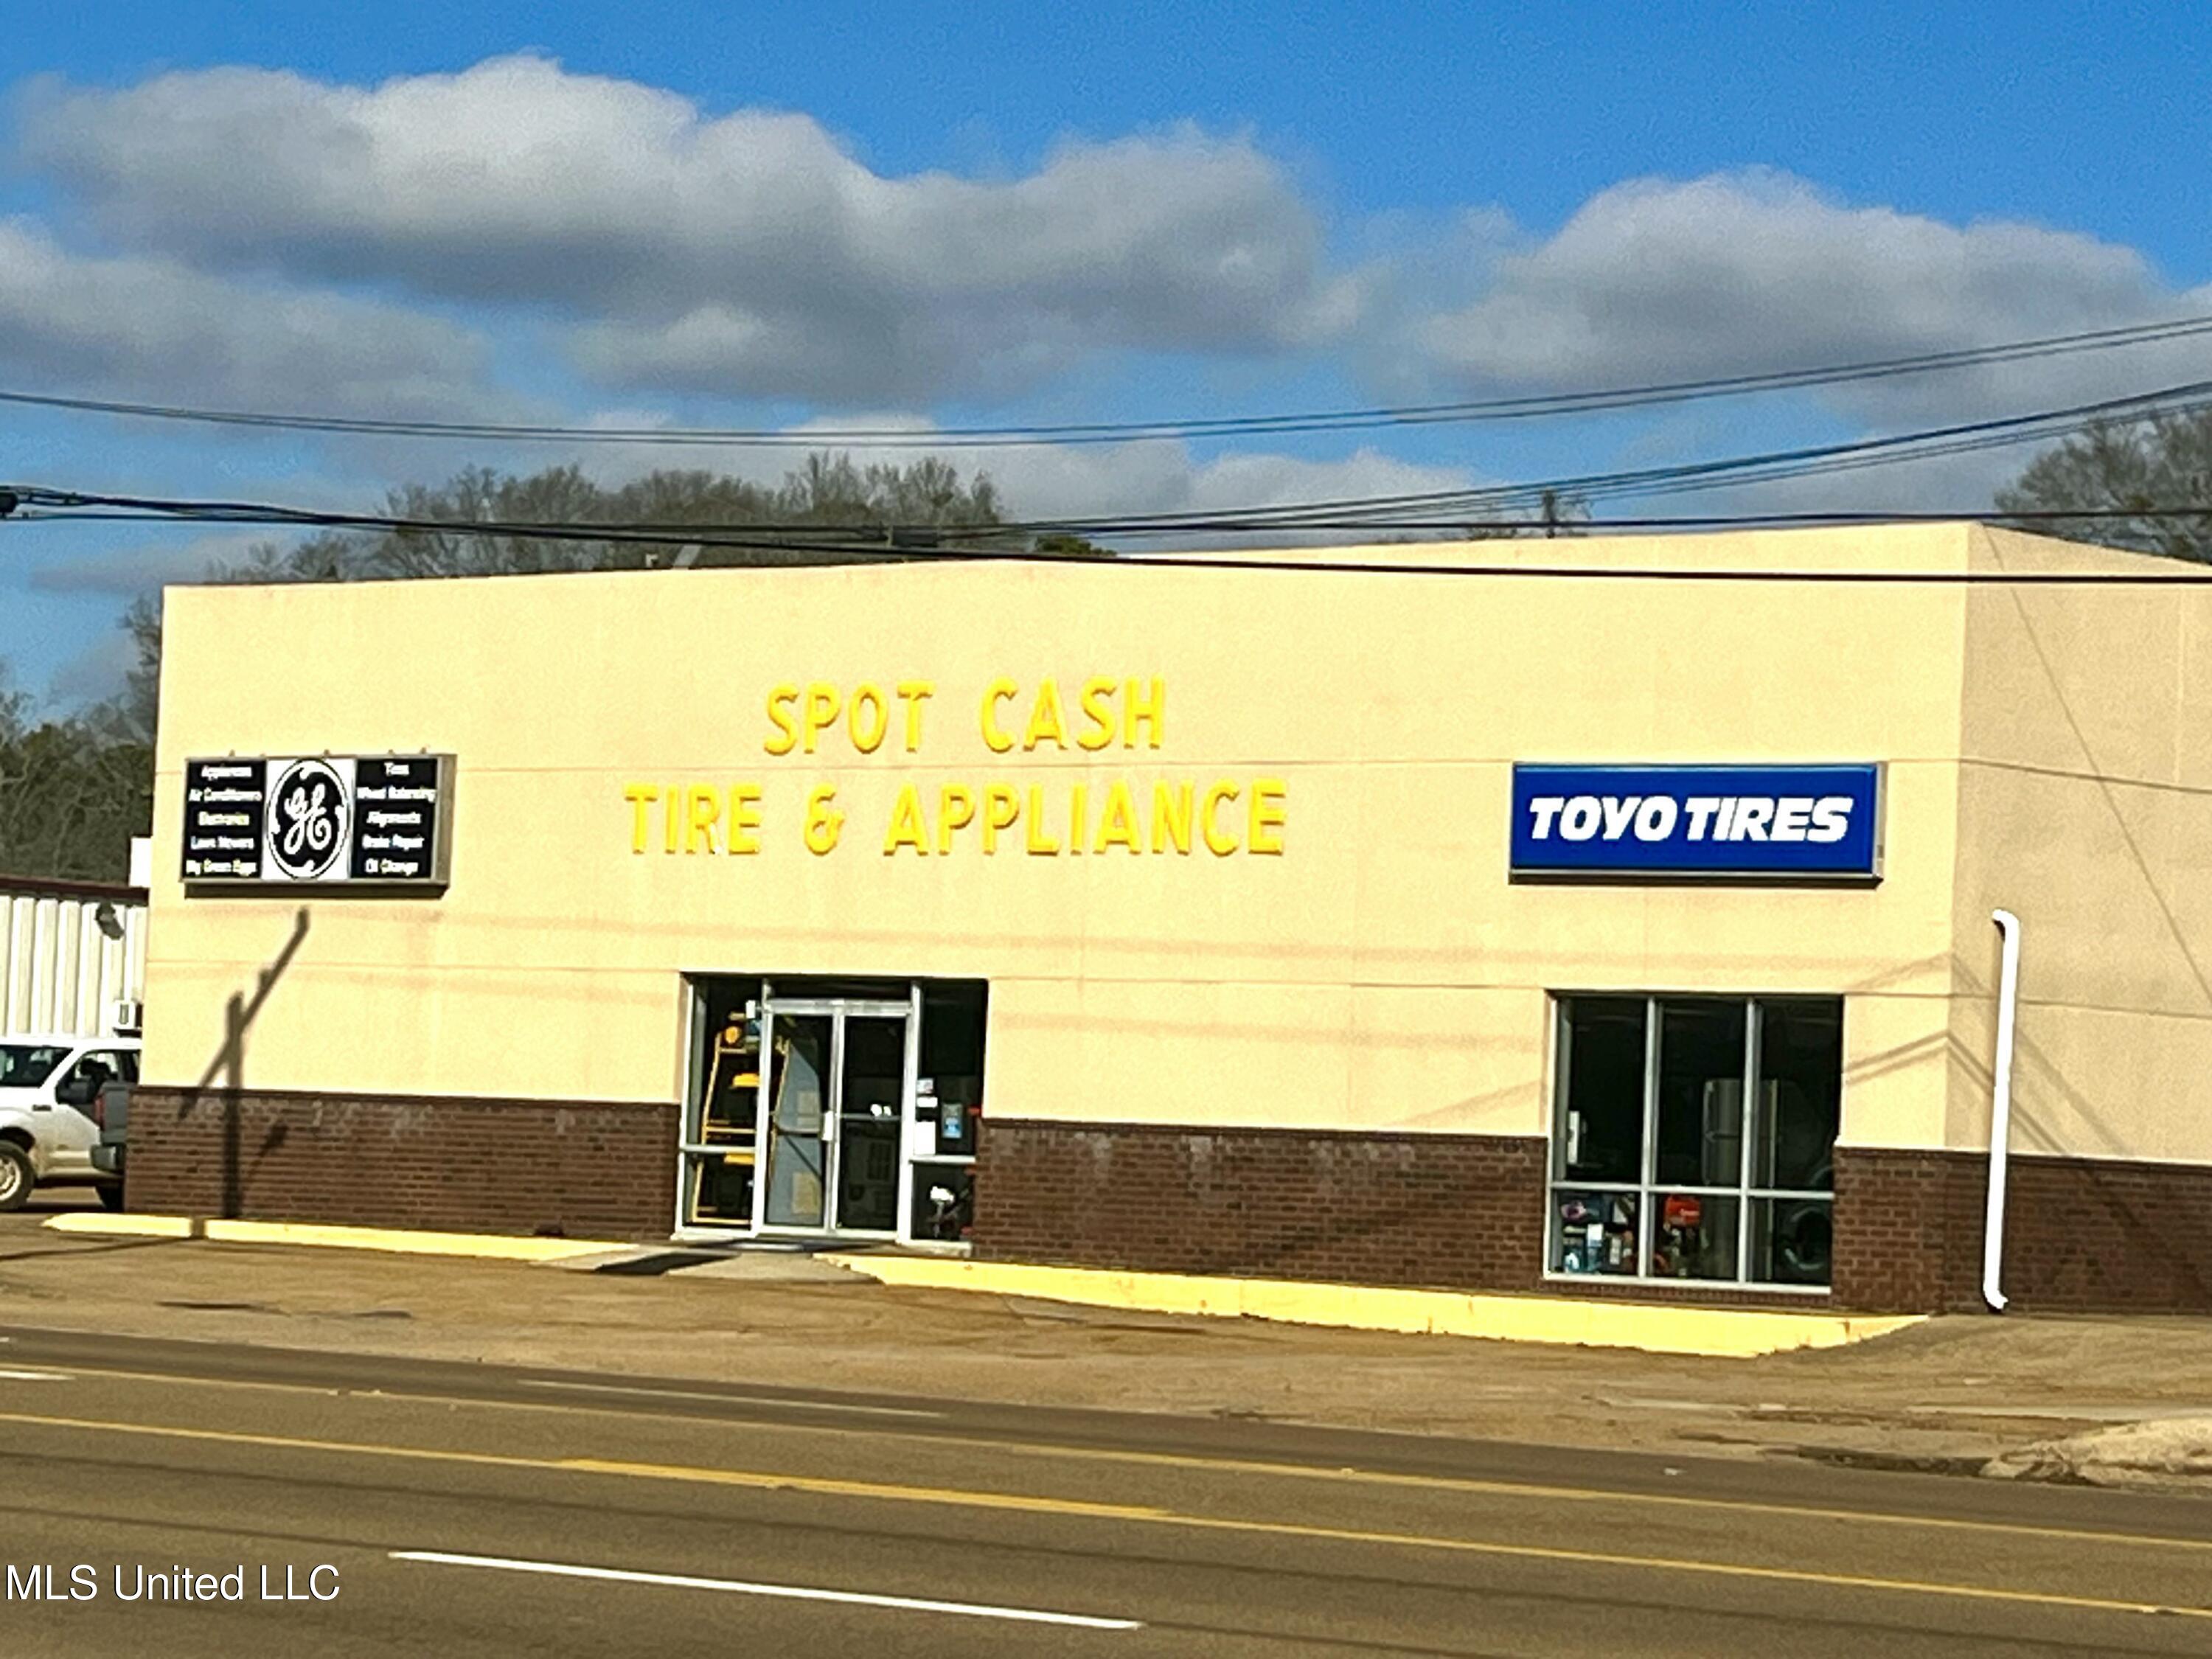 SPOT CASH
TIRE & APPLIANCE
Appliances
Air Conditioners
Electronics
Lawn Mowers
Big Green Eggs
GE
Tires
Wheel Balancing
Alignments
Brake Repair
Oil Change
TOYO TIRES
MLS United LLC